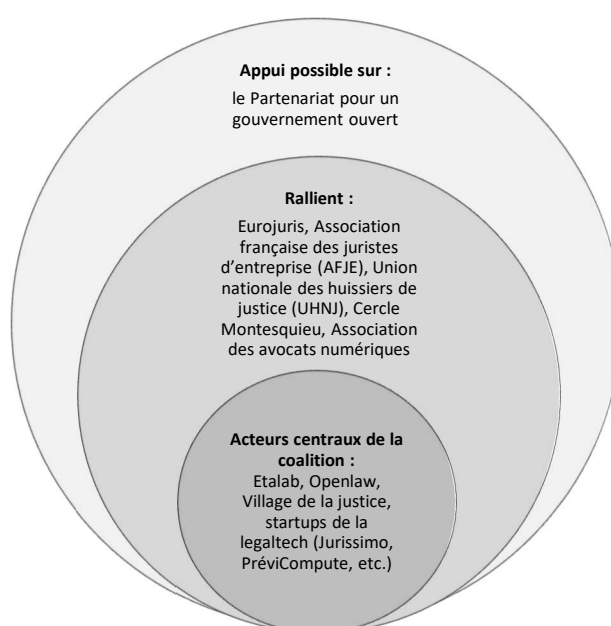 Appui possible sur :
le Partenariat pour un
gouvernement ouvert
Rallient :
Eurojuris, Association
française des juristes
d’entreprise (AFJE), Union
nationale des huissiers de
justice (UHNJ), Cercle
Montesquieu, Association
des avocats numériques
Acteurs centraux de la
coalition :
Etalab, Openlaw,
Village de la justice,
startups de la
legaltech (Jurissimo,
PréviCompute, etc.)